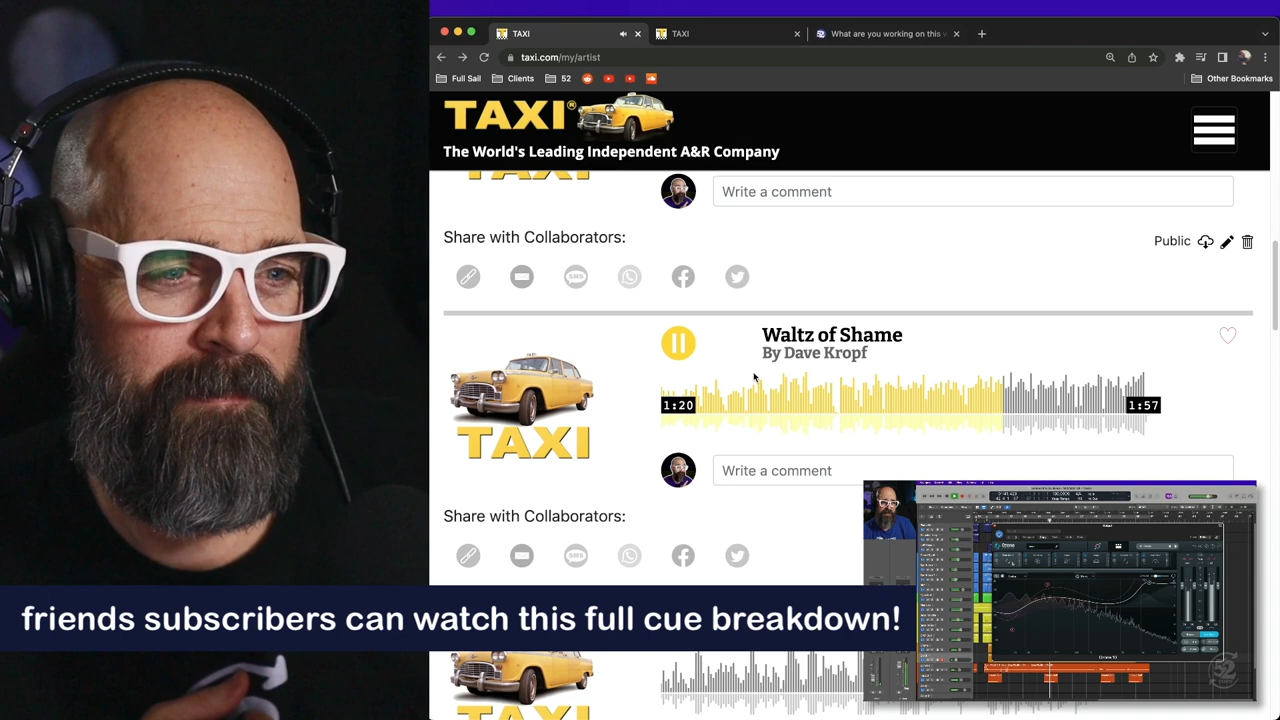 TAXI
TAXI
What are you working on this w
taxi.com/my/artist
Full Sail
Clients
52
Other Bookmarks
TAXI®
The World's Leading Independent A&R Company
Write a comment
Share with Collaborators:
Public
SMS
Waltz of Shame
By Dave Kropf
1:20
1:57
TAXI
Write a comment
Share with Collaborators:
SMS
friends subscribers can watch this full cue breakdown!